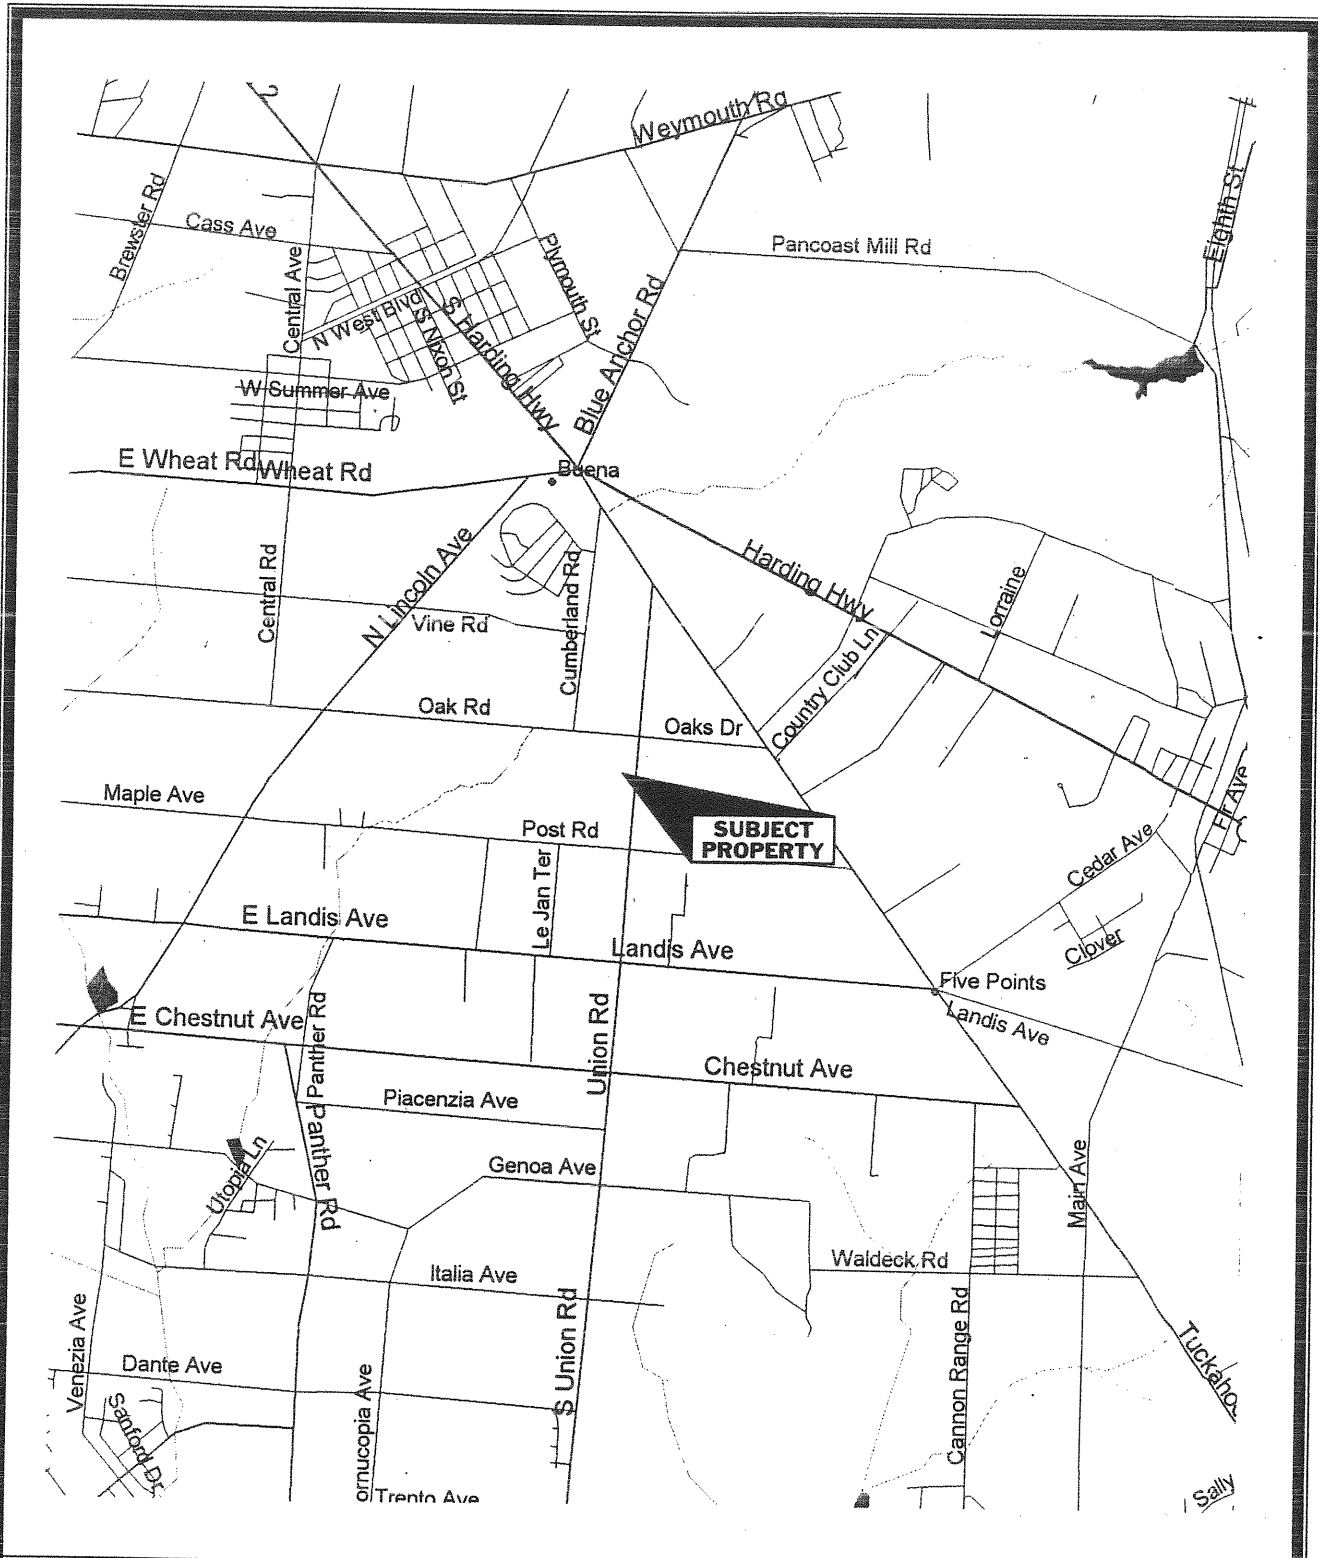 Weymouth Rd
Brewster Rd
Cass Ave
Central Ave
Plymouth St
Blue Anchor Rd
Pancoast Mill Rd
Eighth St
N West Blvd
S Nixon St
S Harding Hwy
W Summer Ave
E Wheat Rd
Wheat Rd
Buena
Central Rd
N Lincoln Ave
Vine Rd
Cumberland Rd
Harding Hwy
Lorraine
Country Club Ln
Oak Rd
Oaks Dr
Maple Ave
Post Rd
SUBJECT
PROPERTY
Fir Ave
Cedar Ave
Le Jan Ter
E Landis Ave
Landis Ave
Clover
Five Points
Landis Ave
E Chestnut Ave
Panther Rd
Union Rd
Chestnut Ave
Piacenzia Ave
Panther Rd
Utopia Ln
Genoa Ave
Main Ave
Waldeck Rd
Italia Ave
Venezia Ave
S Union Rd
Cannon Range Rd
Tuckahoe
Dante Ave
Sanford Dr
ornucopia Ave
Trento Ave
Sally